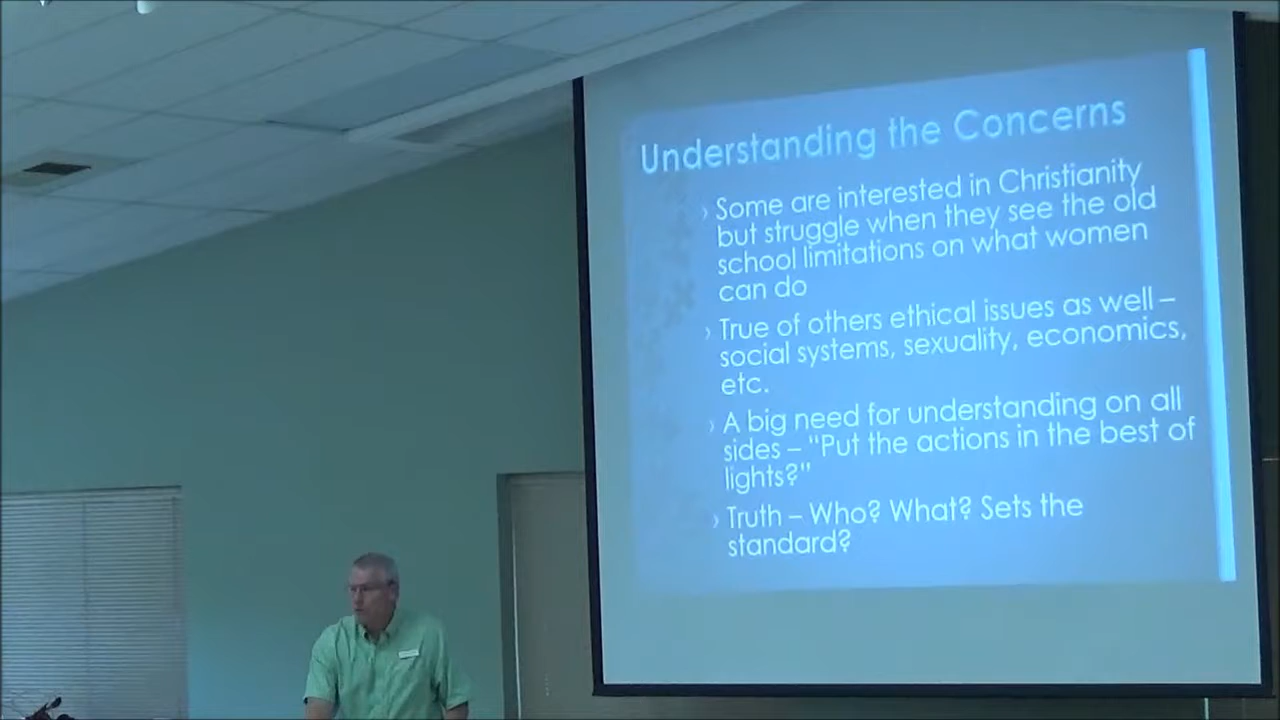 Understanding the Concerns
Some are interested in Christianity
but struggle when they see the old
school limitations on what women
can do
True of others ethical issues as well –
social systems, sexuality, economics,
etc.
A big need for understanding on all
sides – "Put the actions in the best of
lights?"
Truth – Who? What? Sets the
standard?